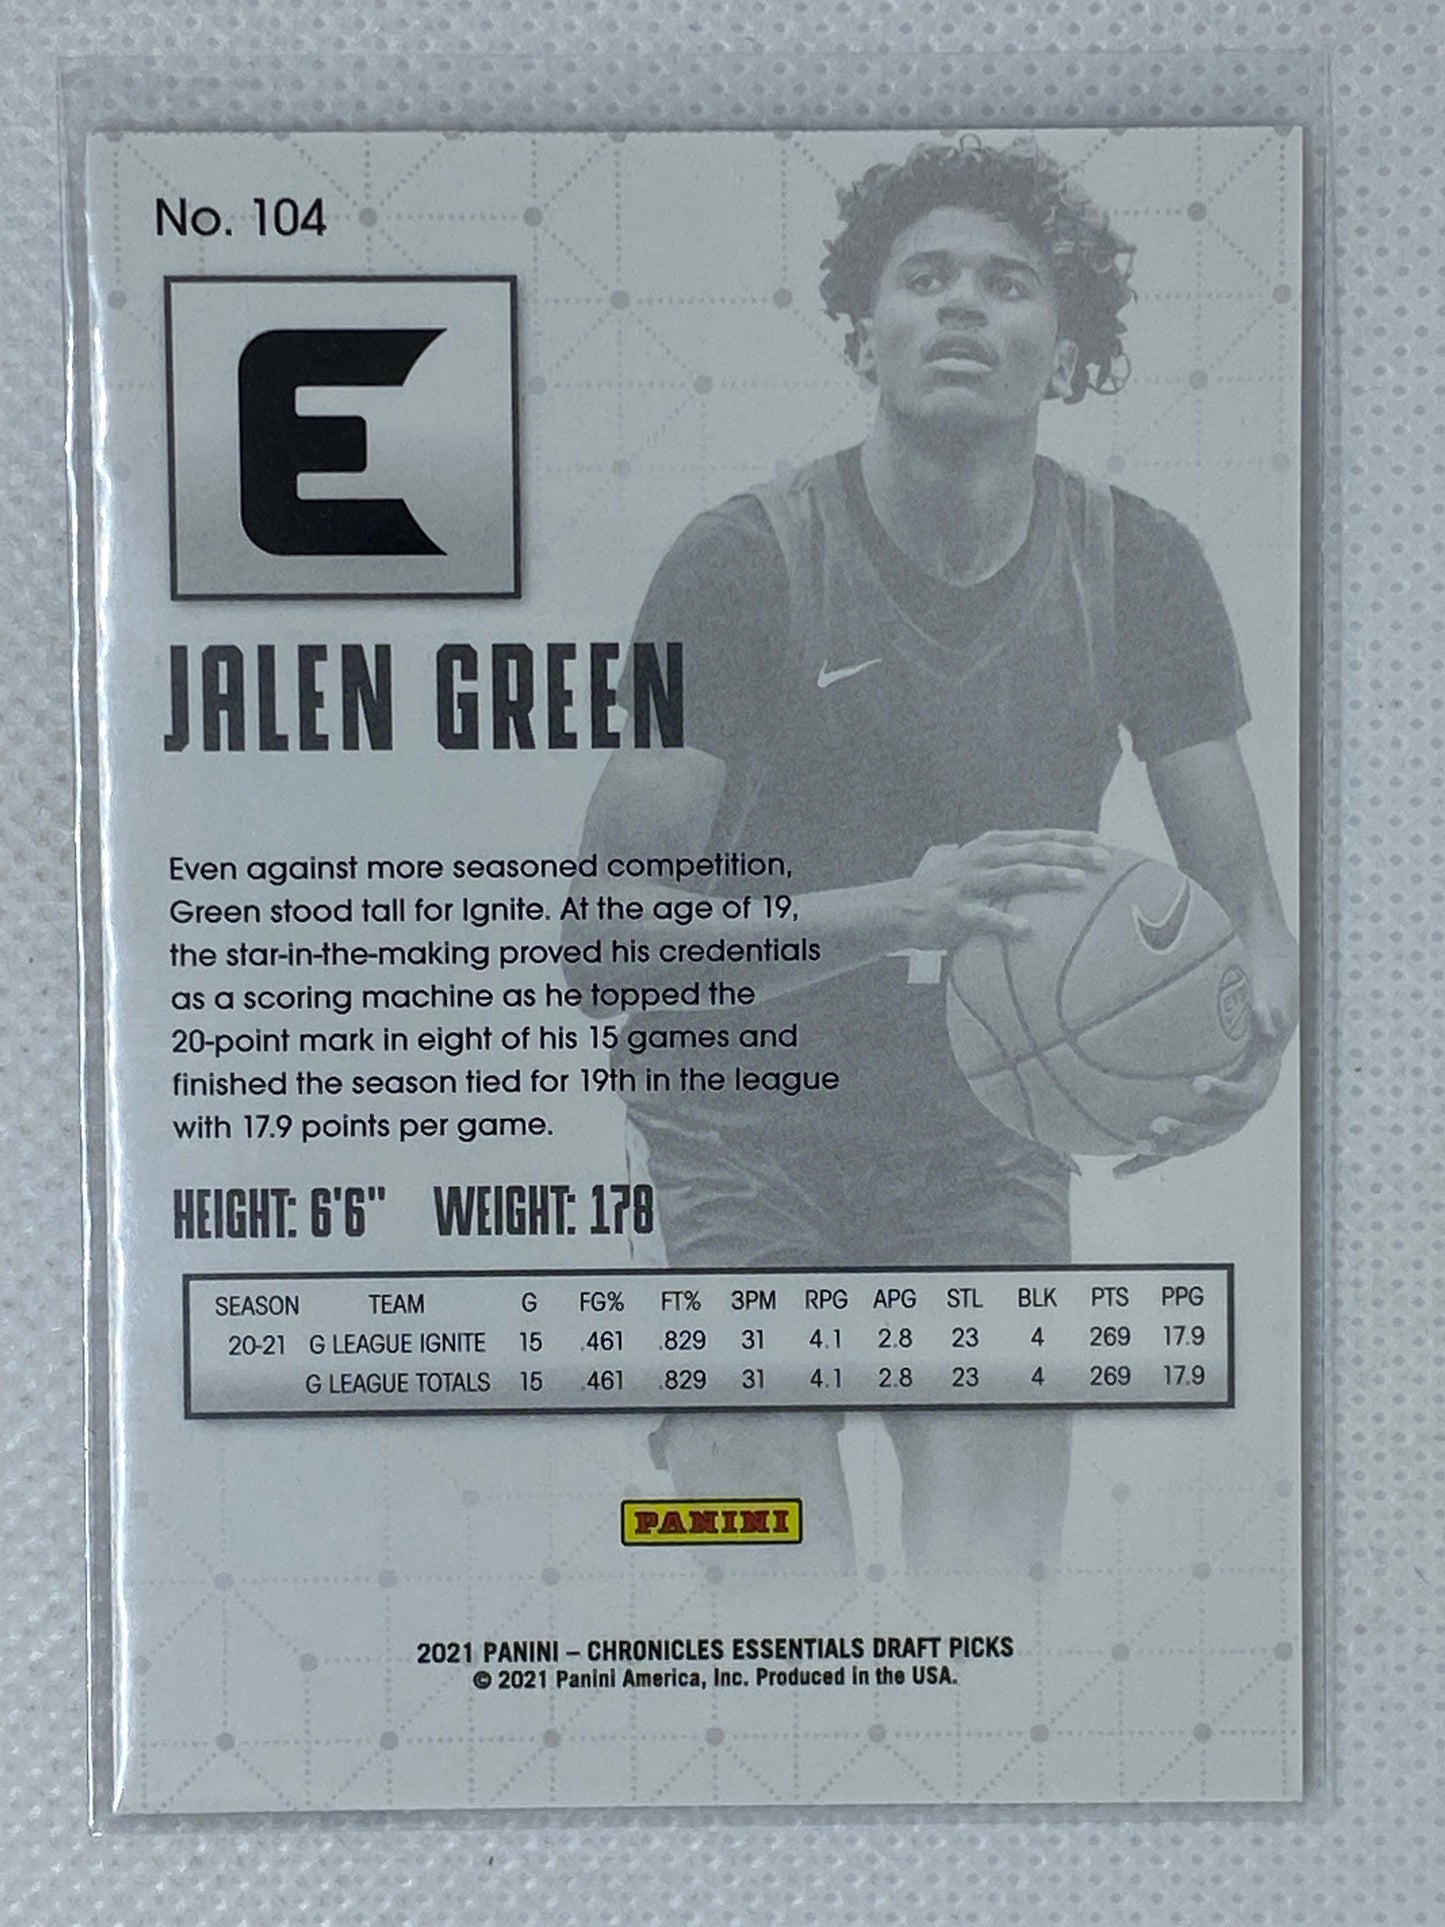 No. 104
E
JALEN GREEN
Even against more seasoned competition,
Green stood tall for Ignite. At the age of 19,
the star-in-the-making proved his credentials
as a scoring machine as he topped the
20-point mark in eight of his 15 games and
finished the season tied for 19th in the league
with 17.9 points per game.
HEIGHT: 6'6" WEIGHT: 178
SEASON TEAM G FG% FT% 3PM RPG APG STL BLK PTS PPG
20-21 G LEAGUE IGNITE 15 .461 .829 31 4.1 2.8 23 4 269 17.9
G LEAGUE TOTALS 15 .461 .829 31 4.1 2.8 23 4 269 17.9
PANINI
2021 PANINI – CHRONICLES ESSENTIALS DRAFT PICKS
© 2021 Panini America, Inc. Produced in the USA.